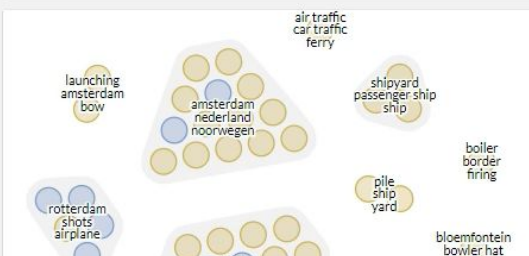 air traffic
car traffic
ferry
launching
amsterdam
bow
amsterdam
nederland
noorwegen
shipyard
passenger ship
ship
boiler
border
firing
pile
ship
yard
rotterdam
shots
airplane
bloemfontein
bowler hat